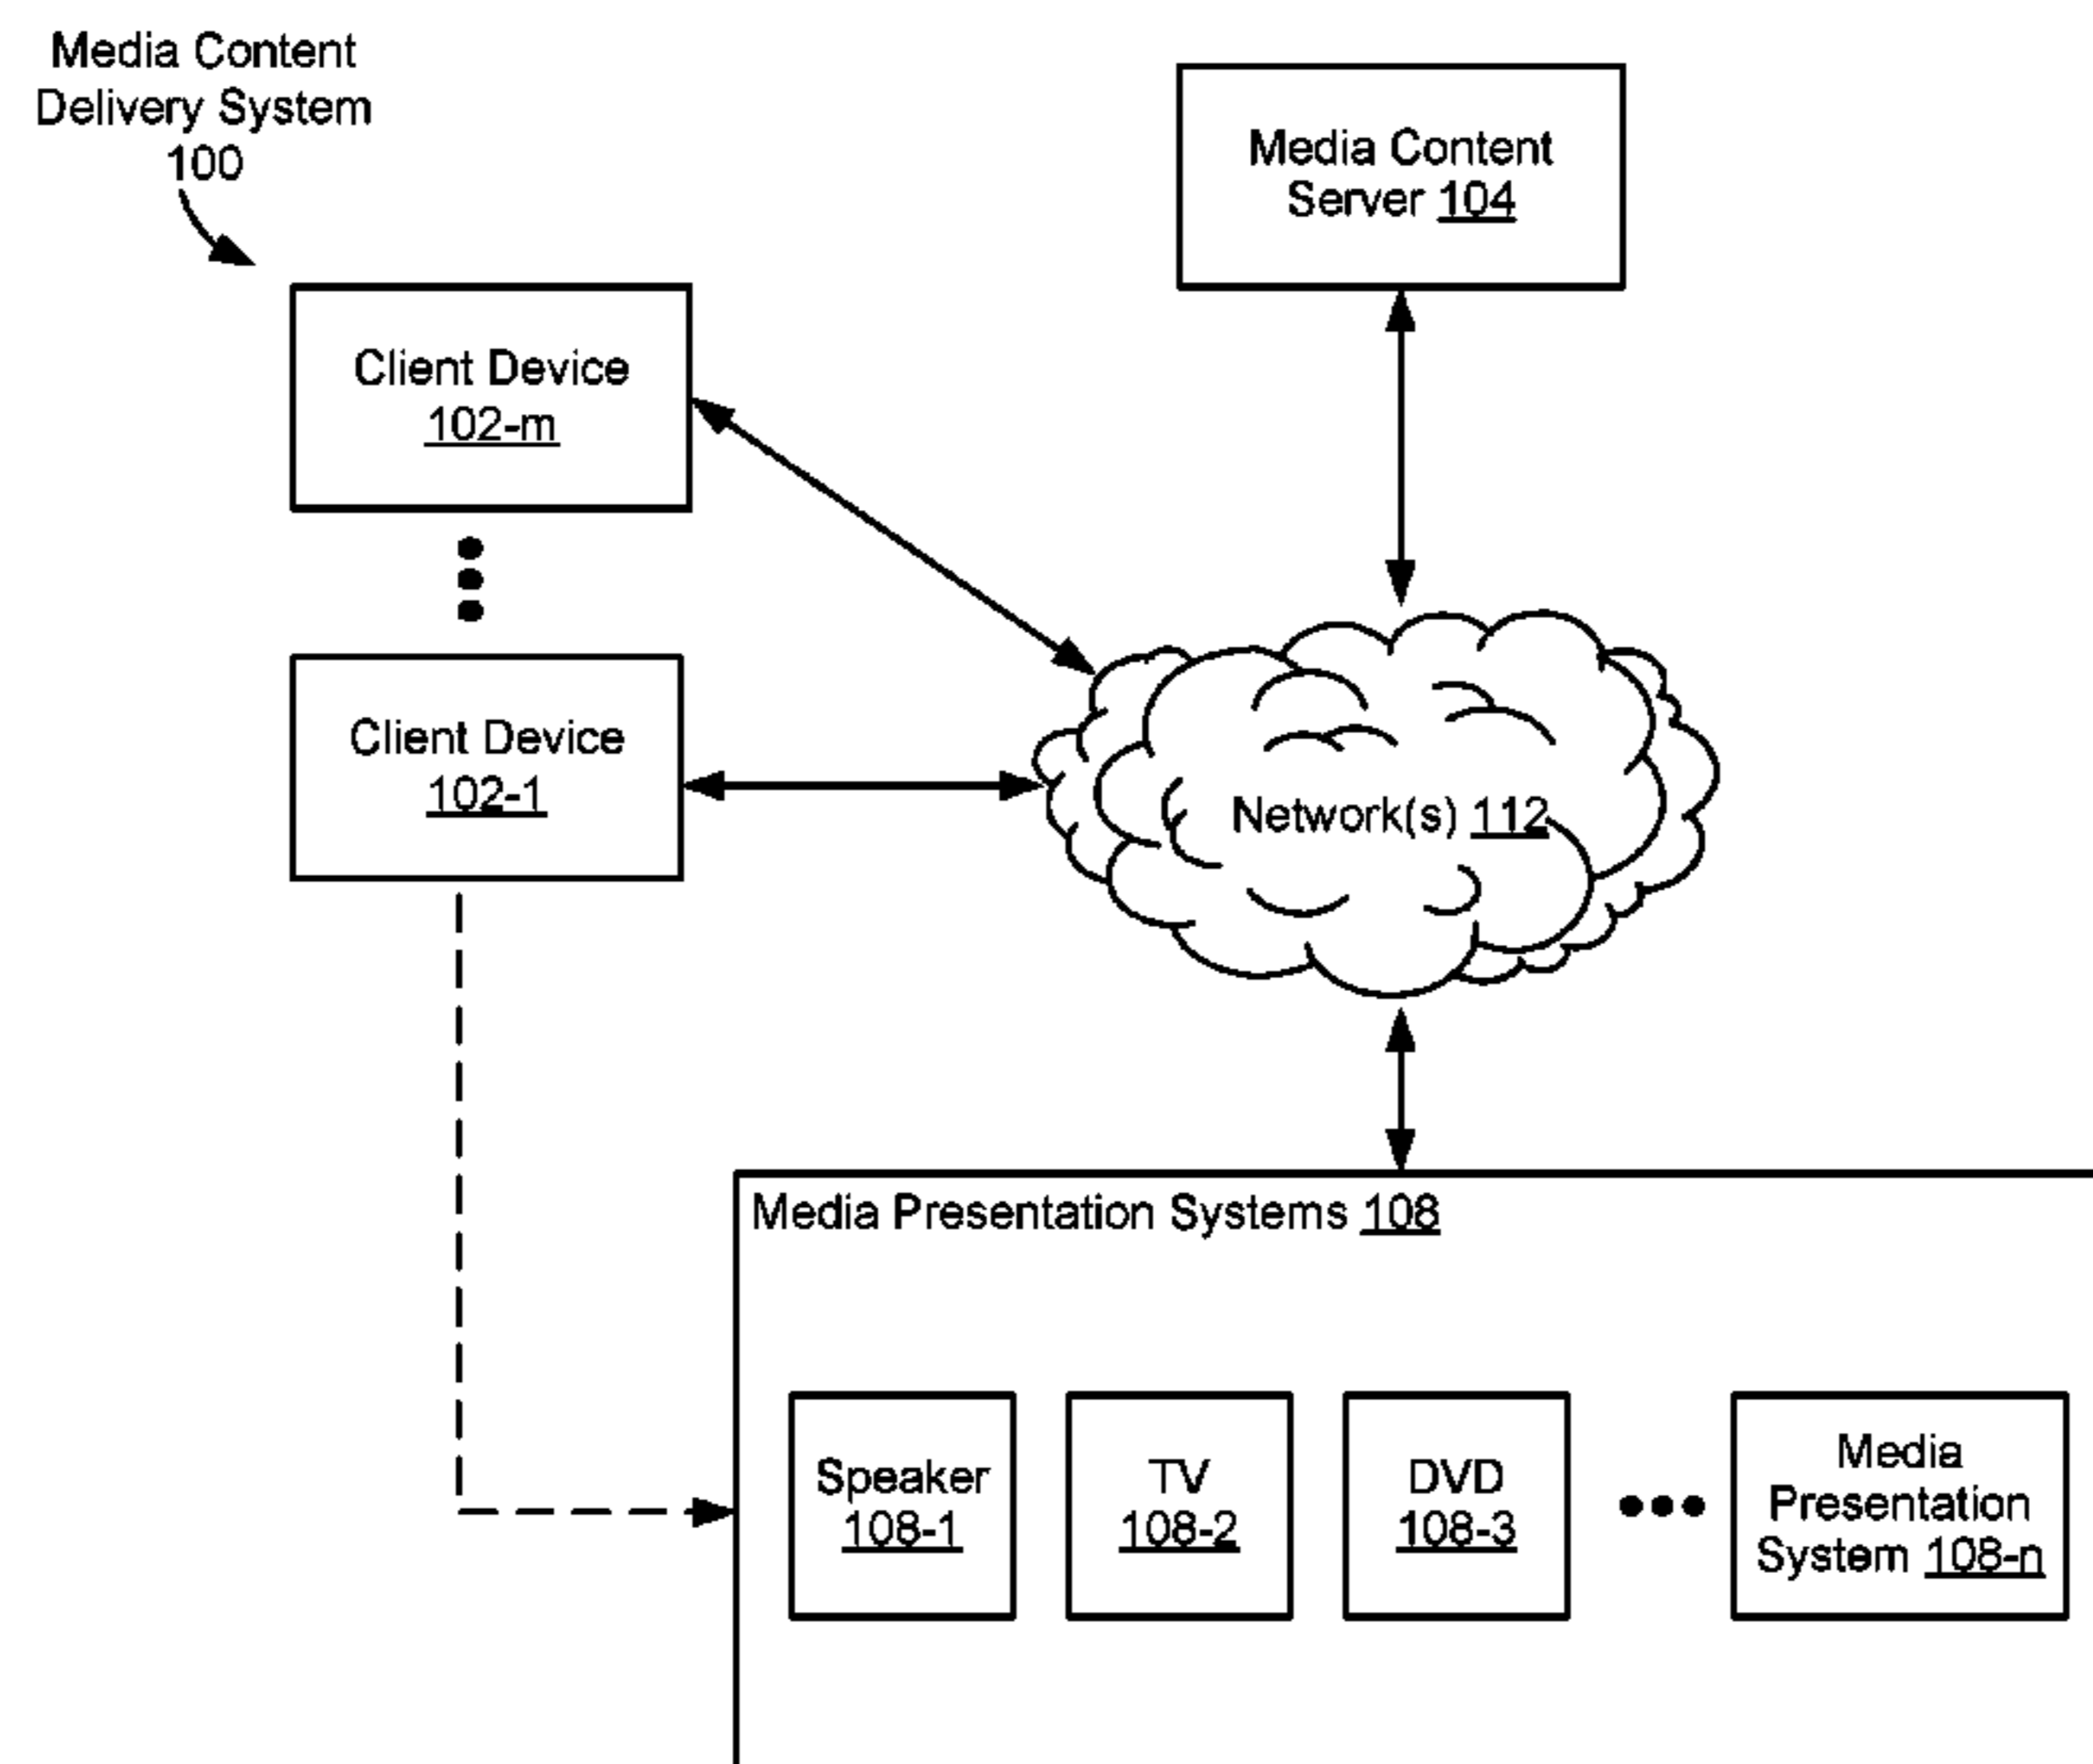 Media Content
Delivery System
100
Media Content
Server 104
Client Device
102-m
Client Device
102-1
Network(s) 112
Media Presentation Systems 108
Speaker
108-1
TV
108-2
DVD
108-3
Media
Presentation
System 108-n